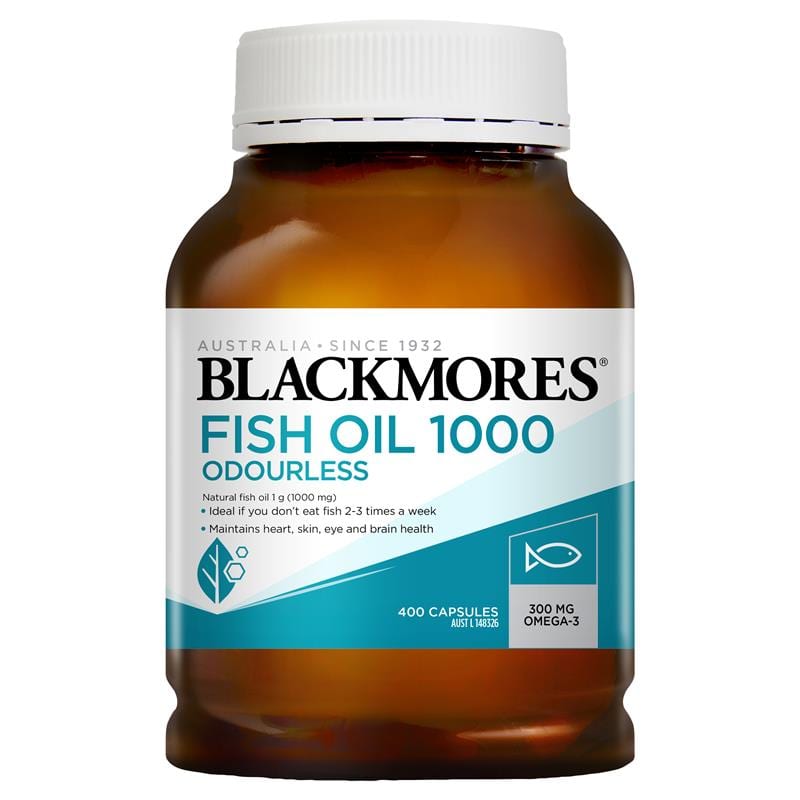 AUSTRALIA • SINCE 1932
BLACKMORES®
FISH OIL 1000
ODOURLESS
Natural fish oil 1 g (1000 mg)
• Ideal if you don't eat fish 2-3 times a week
• Maintains heart, skin, eye and brain health
400 CAPSULES
AUST L 148326
300 MG
OMEGA-3